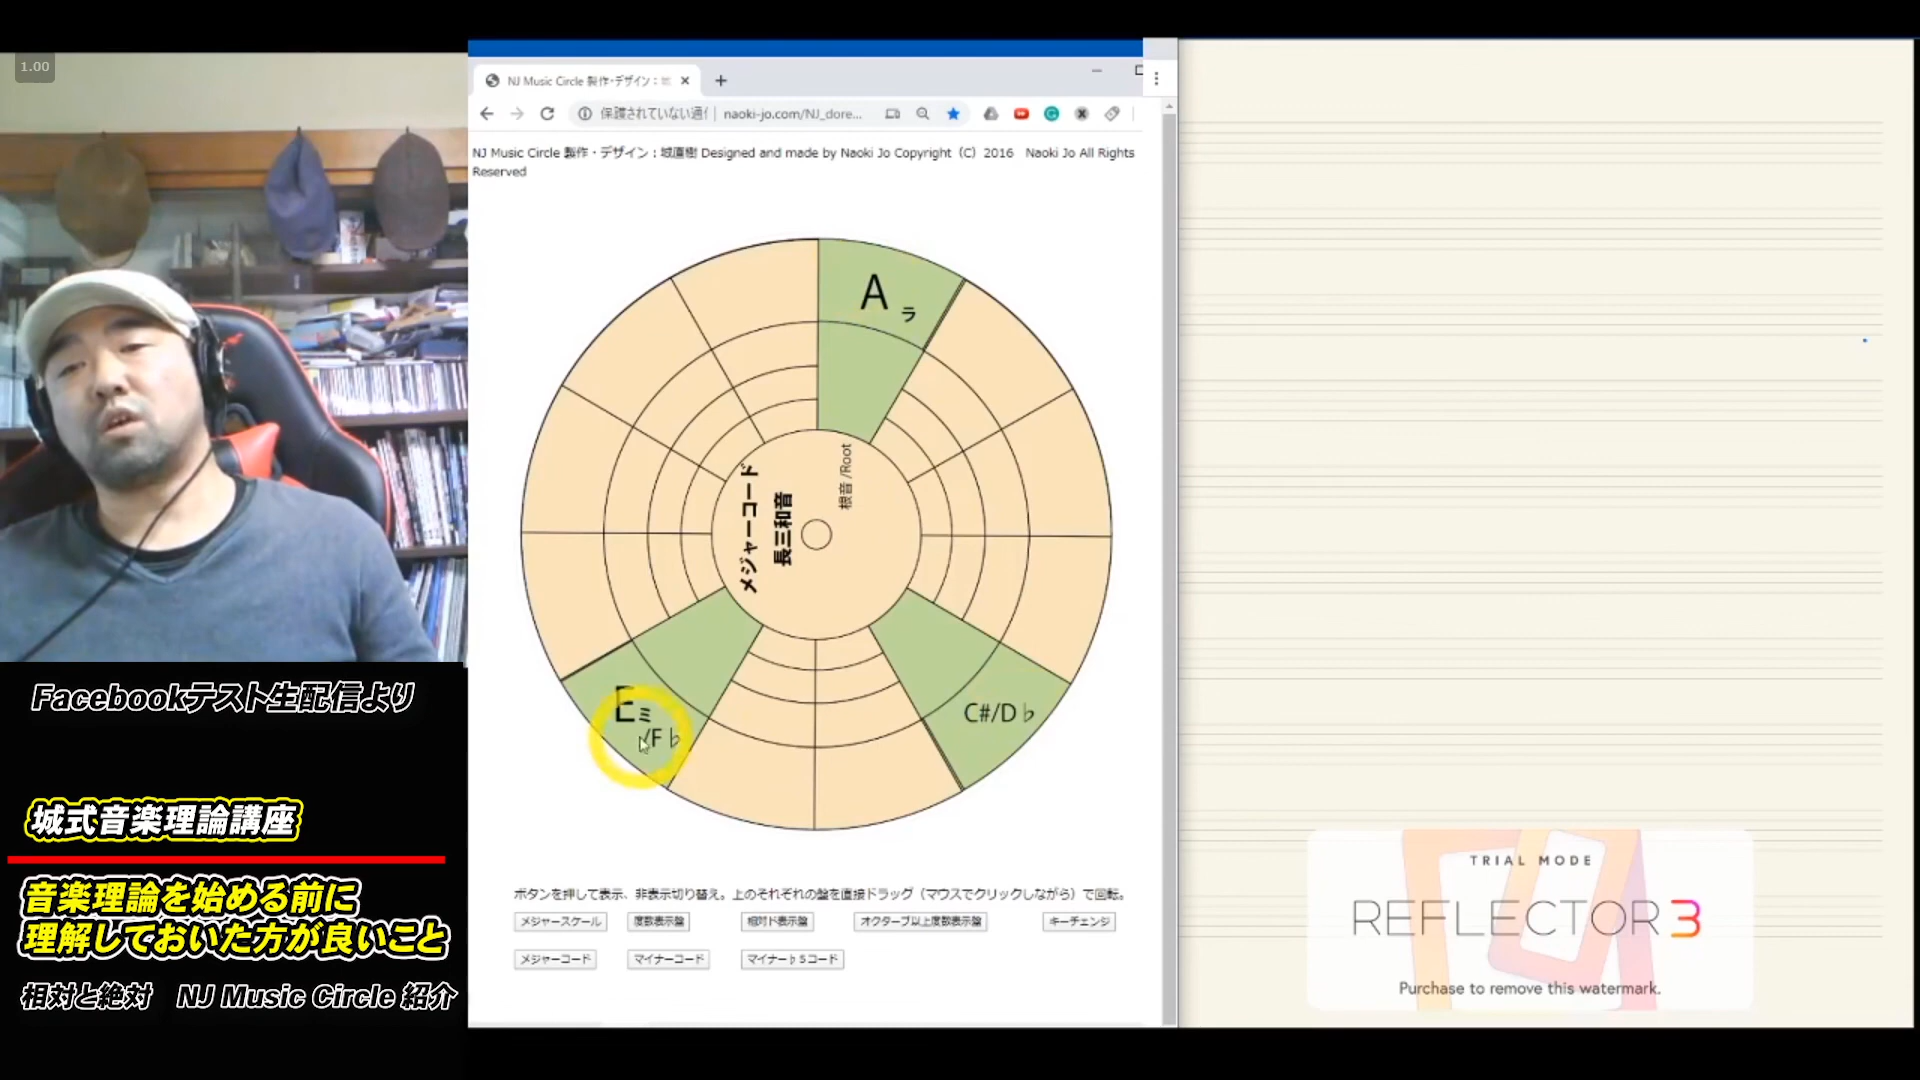 1.00
NJ Music Circle 製作・デザイン：
保護されていない通
naoki-jo.com/NJ_dore...
NJ Music Circle 製作・デザイン：城直樹 Designed and made by Naoki Jo Copyright（C）2016　Naoki Jo All Rights
Reserved
A ラ
根音 /Root
メジャーコード
長三和音
Eミ
/F♭
C#/D♭
ボタンを押して表示、非表示切り替え。上のそれぞれの盤を直接ドラッグ（マウスでクリックしながら）で回転。
メジャースケール
度数表示盤
相対ド表示盤
オクターブ以上度数表示盤
キーチェンジ
メジャーコード
マイナーコード
マイナー♭5コード
Facebookテスト生配信より
城式音楽理論講座
音楽理論を始める前に
理解しておいた方が良いこと
相対と絶対　NJ Music Circle 紹介
TRIAL MODE
REFLECTOR 3
Purchase to remove this watermark.